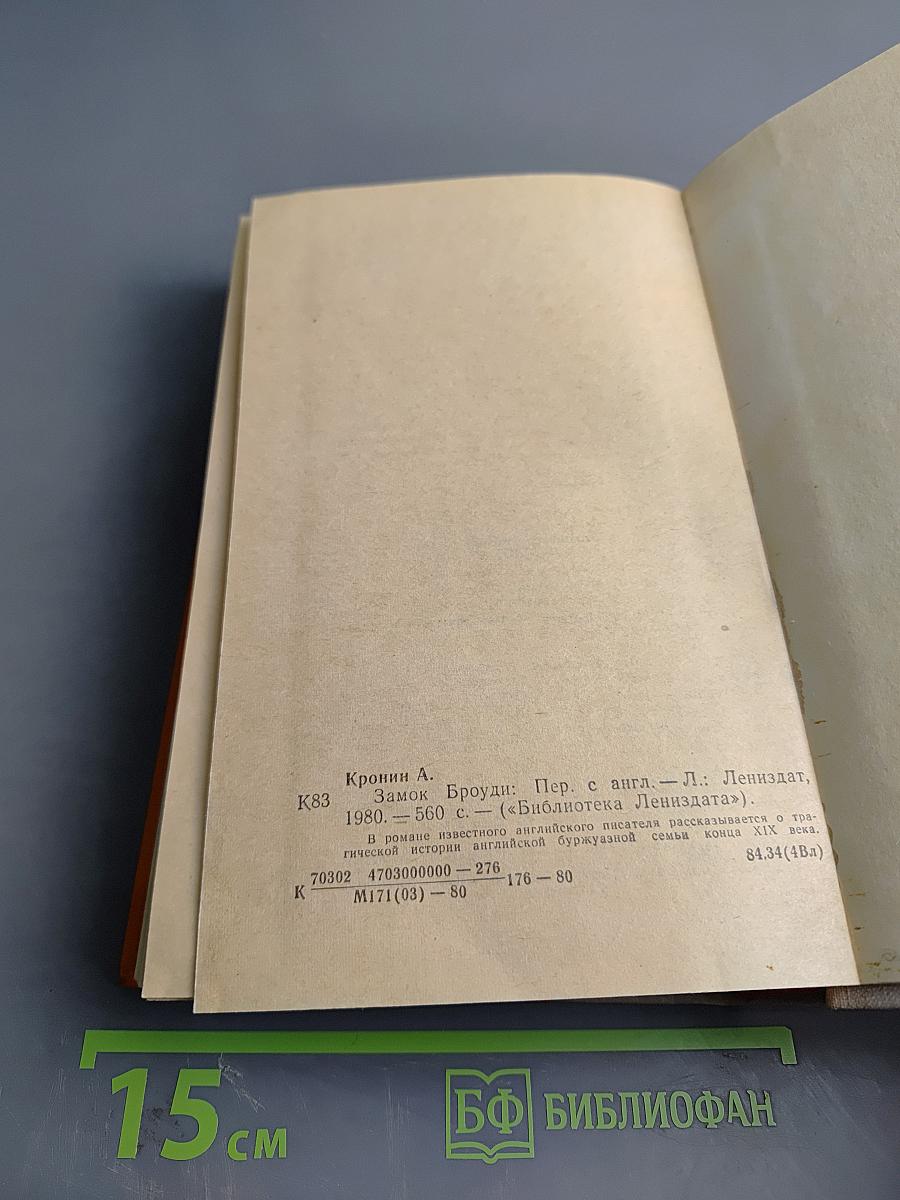 Кронин А.
К83 Замок Броуди: Пер. с англ. — Л.: Лениздат,
1980. — 560 с. — («Библиотека Лениздата»).
В романе известного английского писателя рассказывается о тра-
гической истории английской буржуазной семьи конца XIX века.
84.34(4Вл)
К 70302 4703000000 — 276
М171(03) — 80 176 — 80
15 см
БФ БИБЛИОФАН